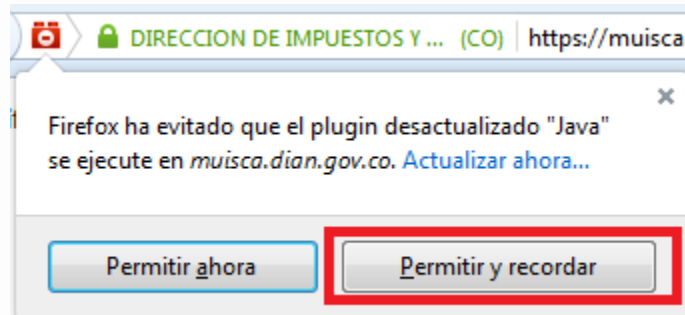 DIRECCION DE IMPUESTOS Y ... (CO) https://muisca
Firefox ha evitado que el plugin desactualizado "Java"
se ejecute en muisca.dian.gov.co. Actualizar ahora...
Permitir ahora Permitir y recordar